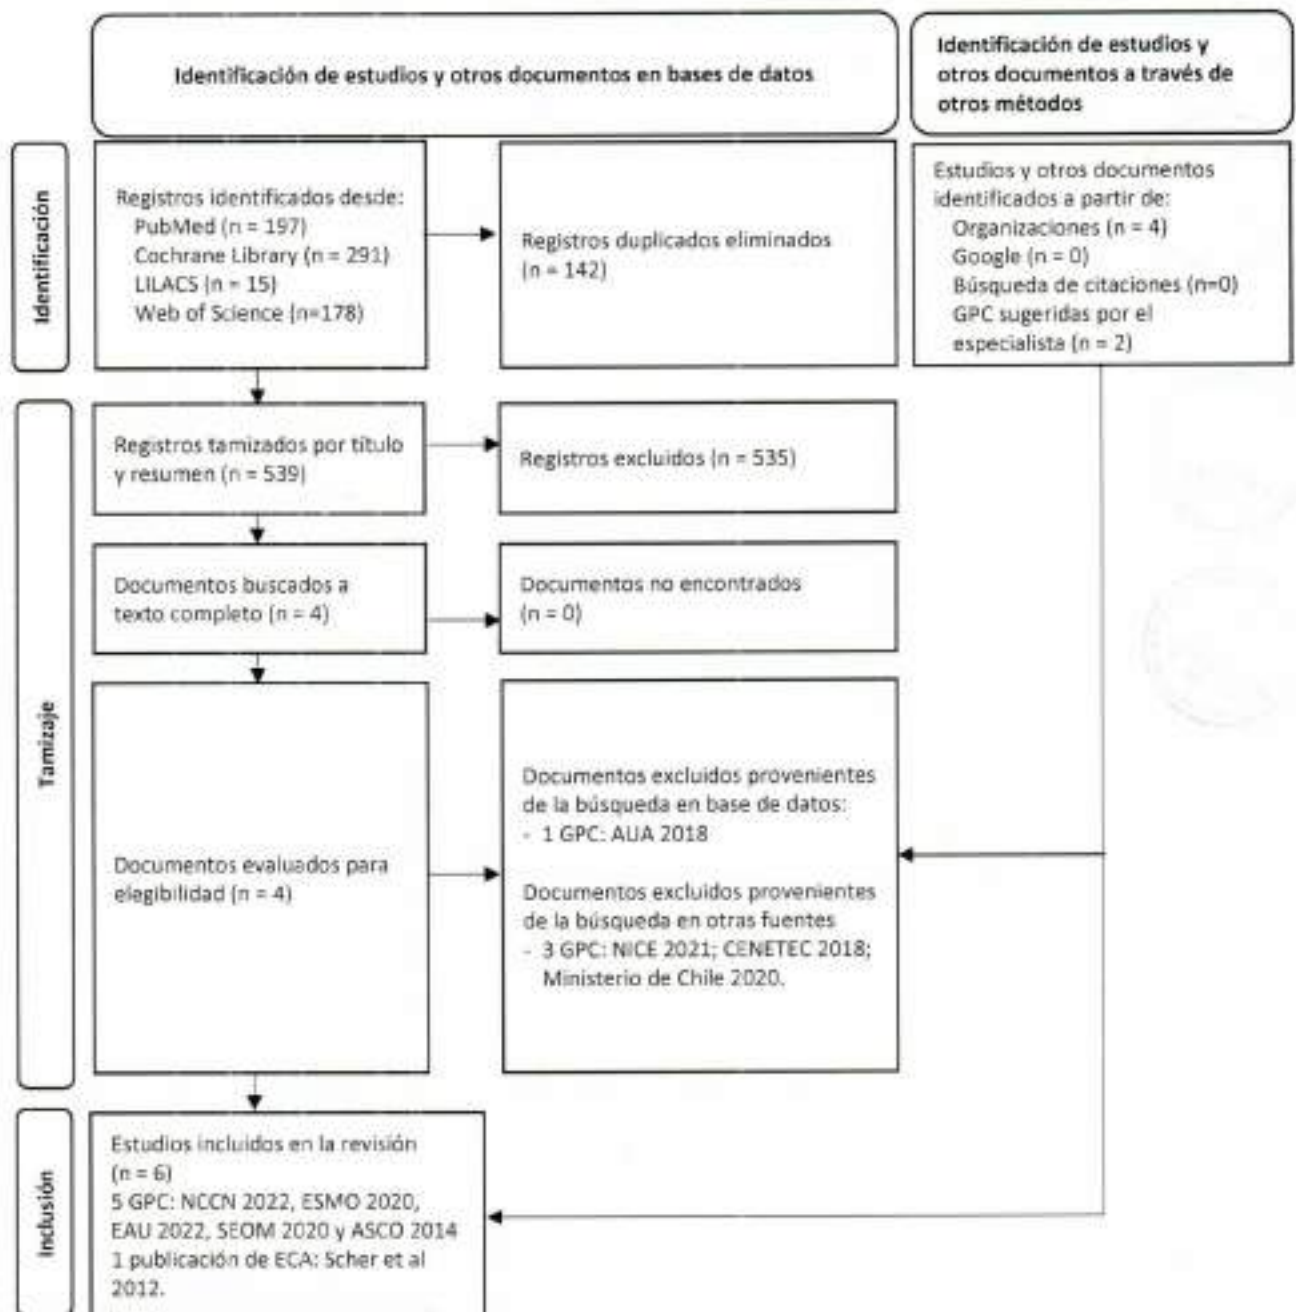 Identificación de estudios y otros documentos en bases de datos
Identificación de estudios y
otros documentos a través de
otros métodos
Identificación
Registros identificados desde:
PubMed (n = 197)
Cochrane Library (n = 291)
LILACS (n = 15)
Web of Science (n=178)
Registros duplicados eliminados
(n = 142)
Estudios y otros documentos
identificados a partir de:
Organizaciones (n = 4)
Google (n = 0)
Búsqueda de citaciones (n=0)
GPC sugeridas por el
especialista (n = 2)
Tamizaje
Registros tamizados por título
y resumen (n = 539)
Registros excluidos (n = 535)
Documentos buscados a
texto completo (n = 4)
Documentos no encontrados
(n = 0)
Documentos evaluados para
elegibilidad (n = 4)
Documentos excluidos provenientes
de la búsqueda en base de datos:
- 1 GPC: AUA 2018
Documentos excluidos provenientes
de la búsqueda en otras fuentes
- 3 GPC: NICE 2021; CENETEC 2018;
Ministerio de Chile 2020.
Inclusión
Estudios incluidos en la revisión
(n = 6)
5 GPC: NCCN 2022, ESMO 2020,
EAU 2022, SEOM 2020 y ASCO 2014
1 publicación de ECA: Scher et al
2012.